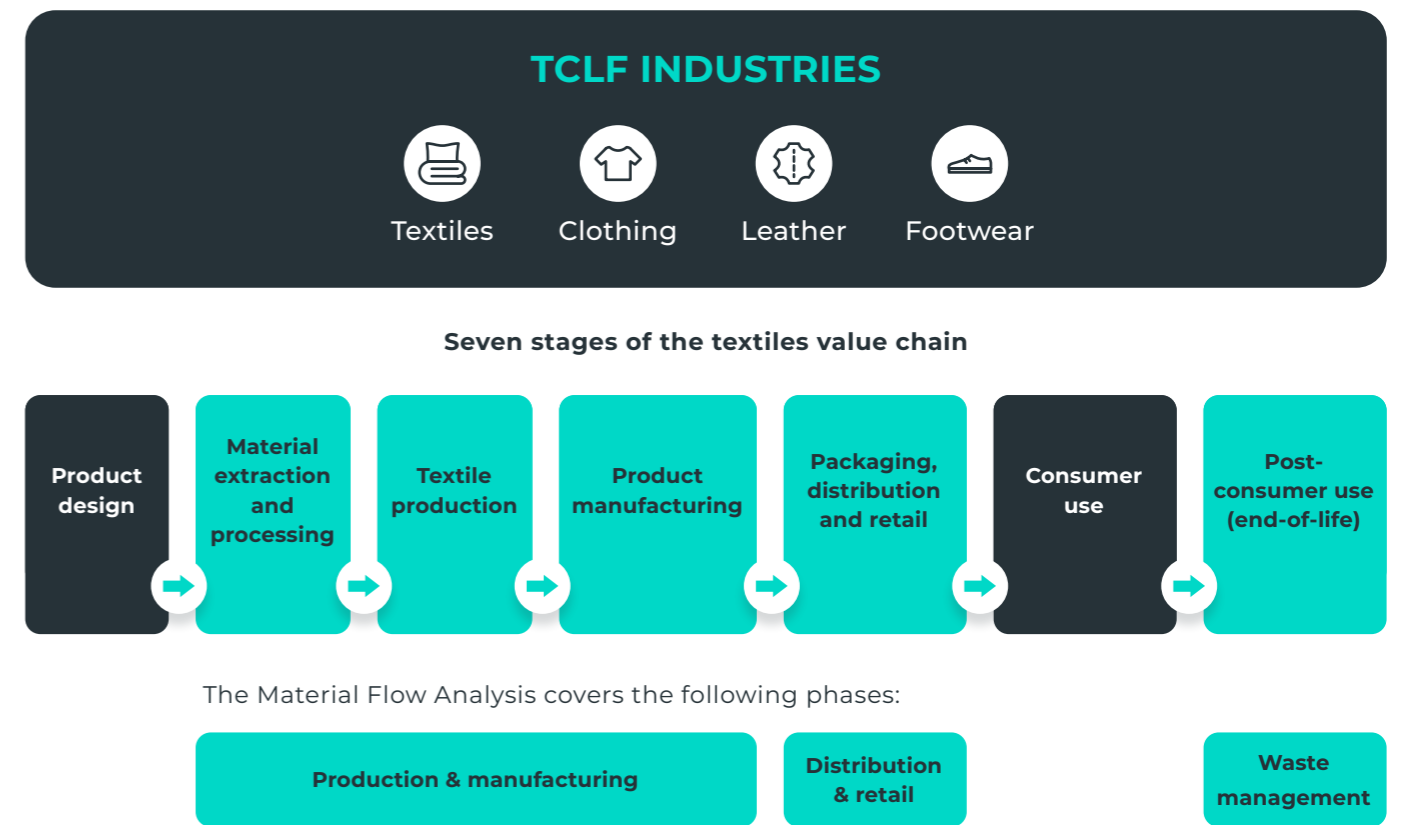 TCLF INDUSTRIES
Textiles
Clothing
Leather
Footwear
Seven stages of the textiles value chain
Product
design
Material
extraction
and
processing
Textile
production
Product
manufacturing
Packaging,
distribution
and retail
Consumer
use
Post-
consumer use
(end-of-life)
The Material Flow Analysis covers the following phases:
Production & manufacturing
Distribution
& retail
Waste
management